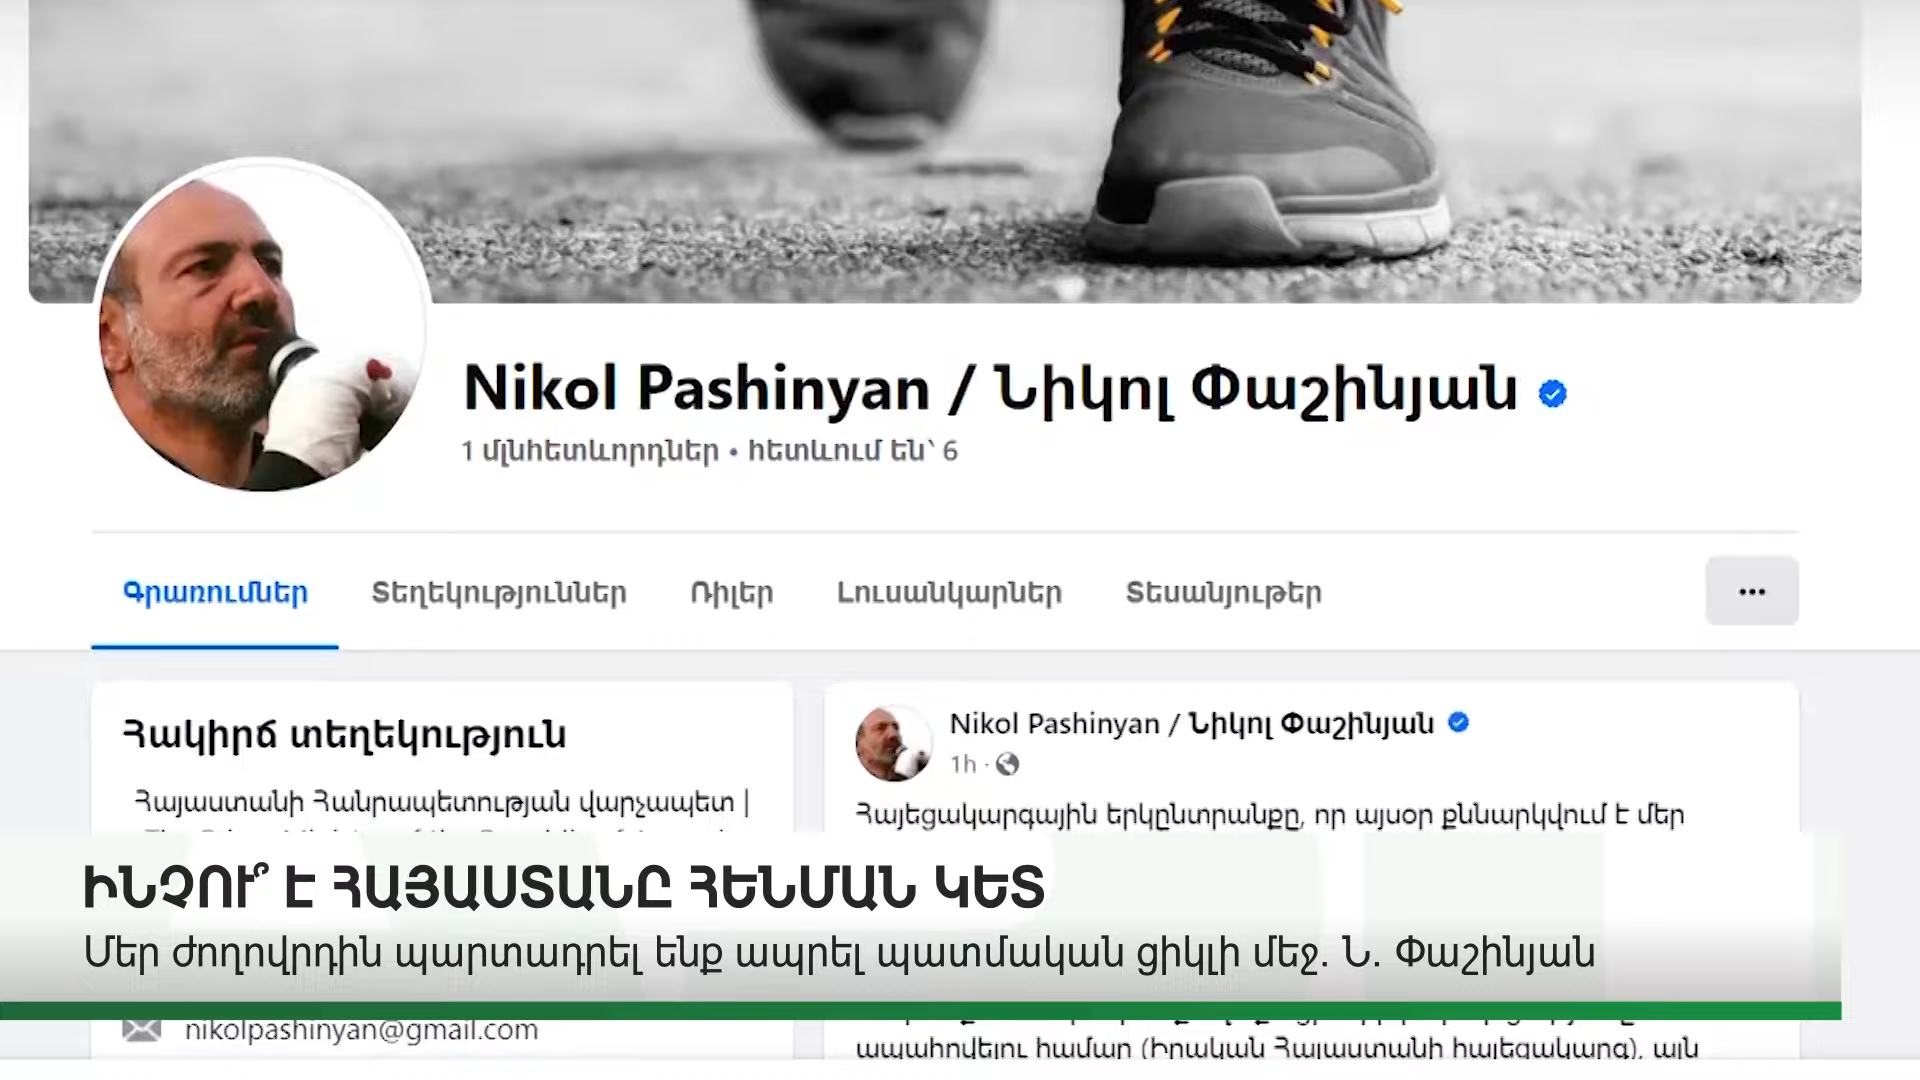 Nikol Pashinyan / Նիկոլ Փաշինյան
1 մլնհետևորդներ • հետևում են՝ 6
Գրառումներ Տեղեկություններ Ռիլեր Լուսանկարներ Տեսանյութեր
Հակիրճ տեղեկություն
Հայաստանի Հանրապետության վարչապետ |
Nikol Pashinyan / Նիկոլ Փաշինյան
1h ·
Հայեցակարգային երկընտրանքը, որ այսօր քննարկվում է մեր
ԻՆՉՈՒ՞ Է ՀԱՅԱՍՏԱՆԸ ՀԵՆՄԱՆ ԿԵՏ
Մեր ժողովրդին պարտադրել ենք ապրել պատմական ցիկլի մեջ. Ն. Փաշինյան
nikolpashinyan@gmail.com
ապահովելու համար (Իրական Հայաստանի հայեցակարգ), այն